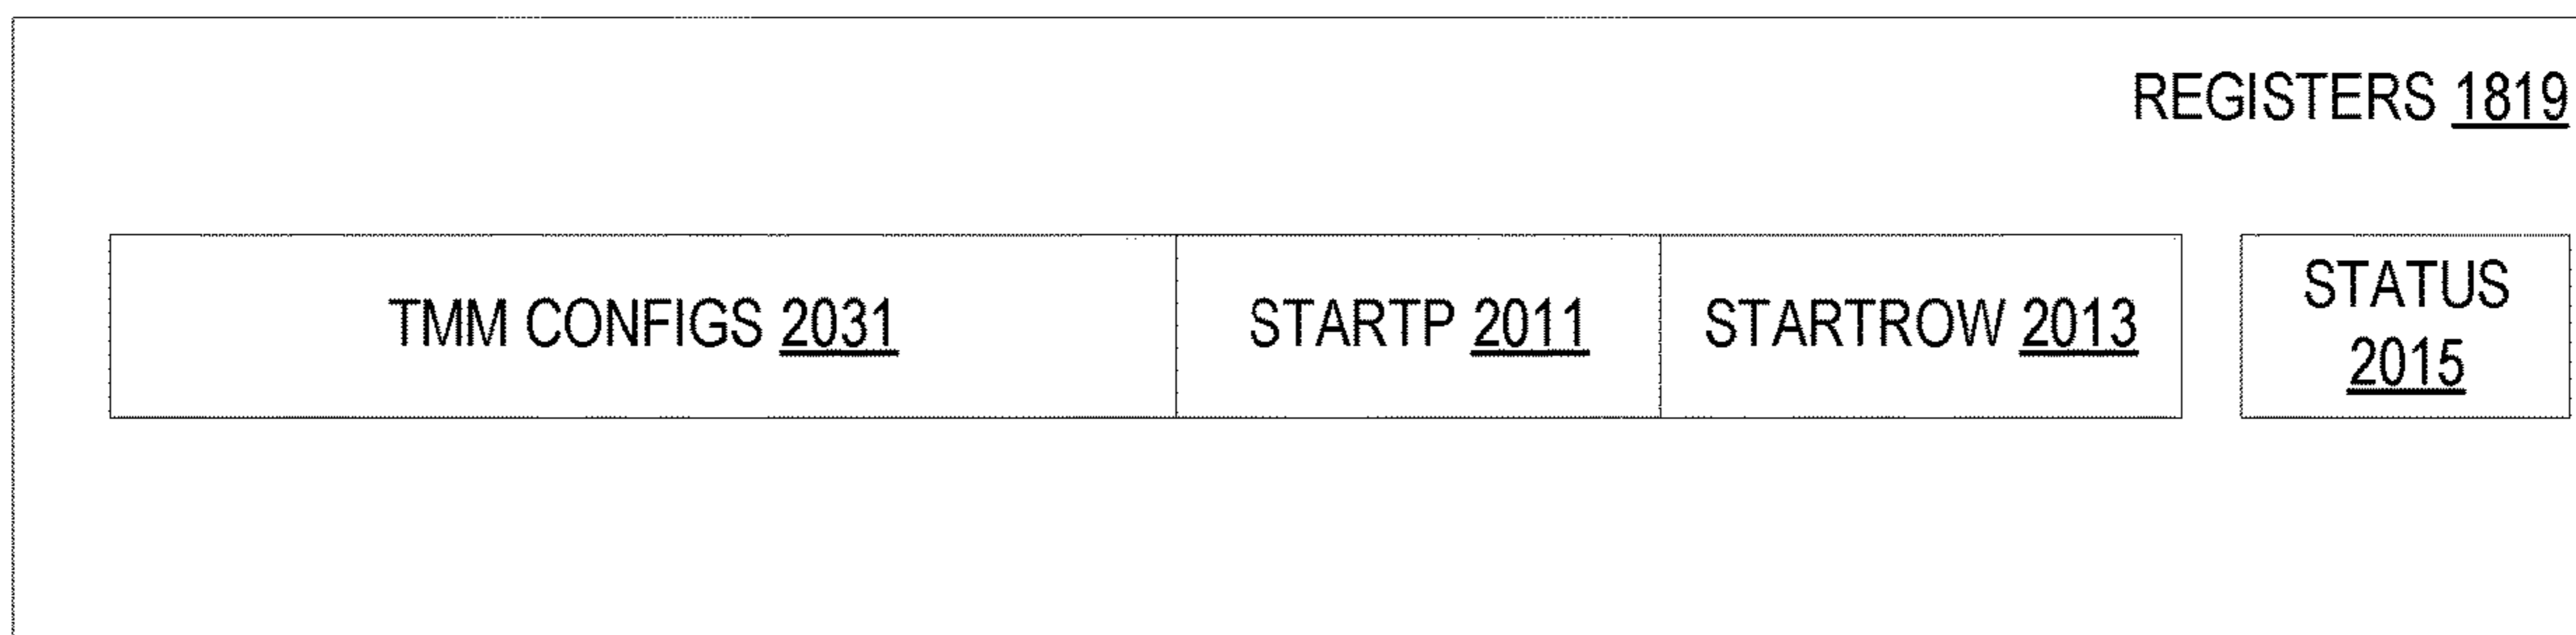 REGISTERS 1819
TMM CONFIGS 2031
STARTP 2011
STARTROW 2013
STATUS
2015